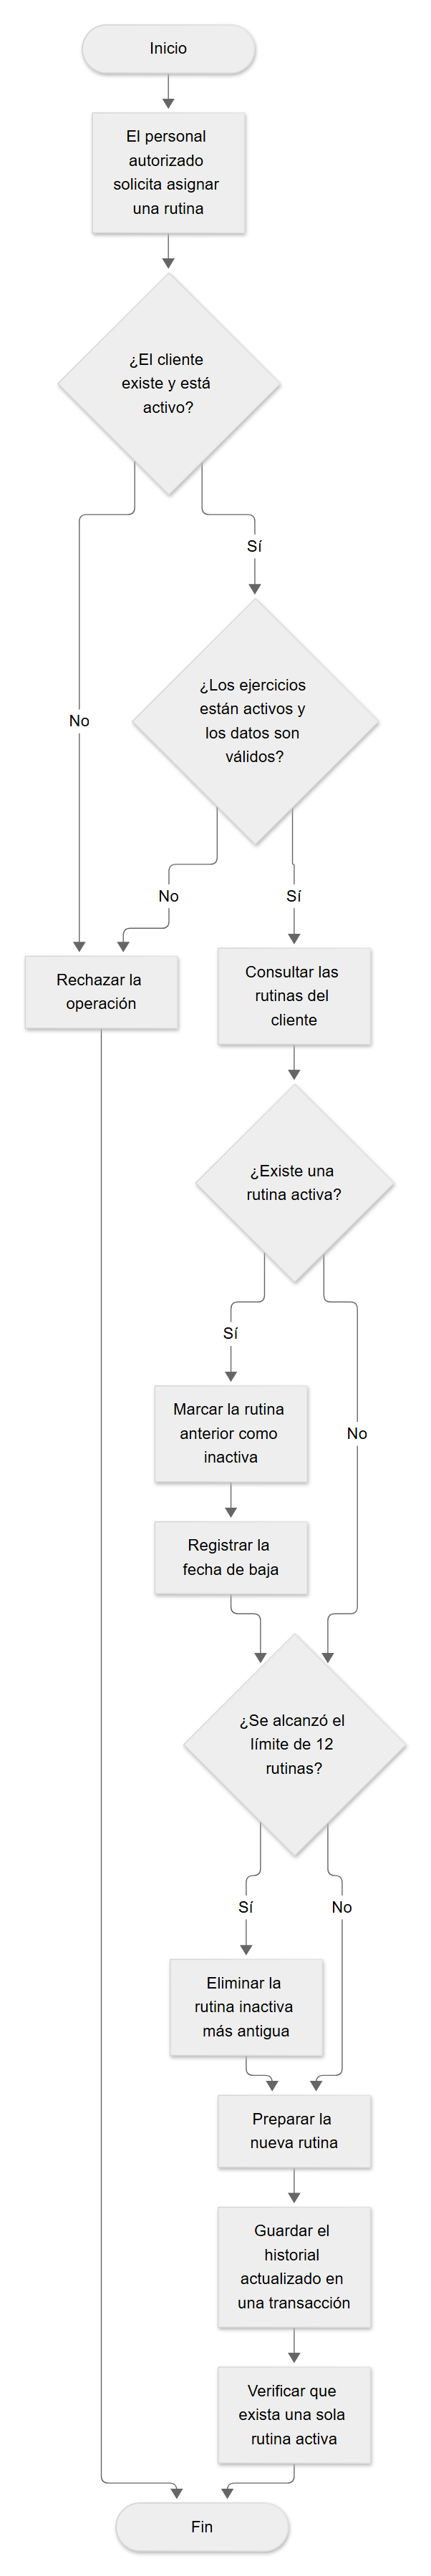 Inicio
El personal
autorizado
solicita asignar
una rutina
¿El cliente
existe y está
activo?
Sí
¿Los ejercicios
están activos y
los datos son
válidos?
No
No
Sí
Rechazar la
operación
Consultar las
rutinas del
cliente
¿Existe una
rutina activa?
Sí
Marcar la rutina
anterior como
inactiva
No
Registrar la
fecha de baja
¿Se alcanzó el
límite de 12
rutinas?
Sí
No
Eliminar la
rutina inactiva
más antigua
Preparar la
nueva rutina
Guardar el
historial
actualizado en
una transacción
Verificar que
exista una sola
rutina activa
Fin